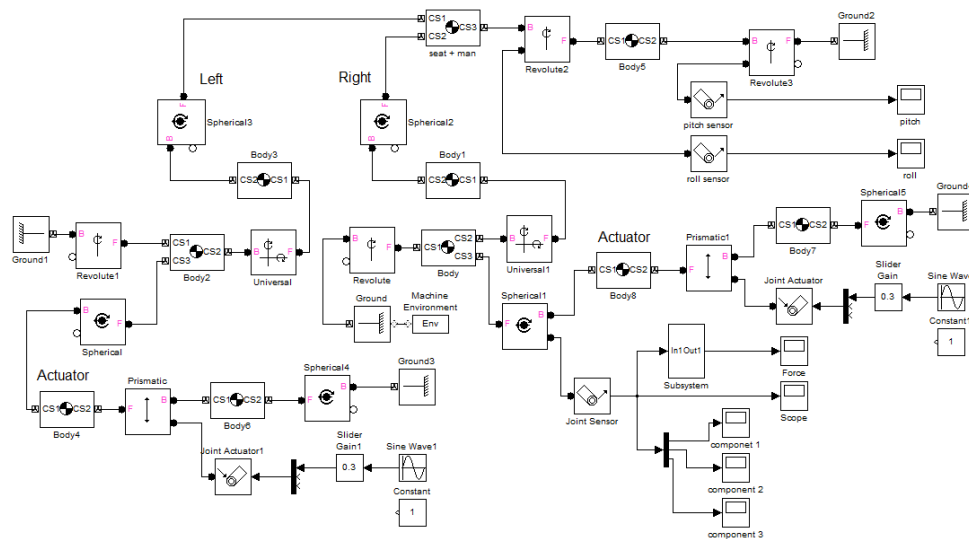 CS1
CS2
CS3
seat + man
B
F
Revolute2
CS1
CS2
Body5
B
F
Revolute3
Ground2
Left
Right
F
B
Spherical3
F
B
Spherical2
pitch sensor
pitch
roll sensor
roll
Body3
CS2
CS1
Body1
CS2
CS1
Ground1
B
F
Revolute1
CS1
CS3
CS2
Body2
B
F
Universal
B
F
Revolute
CS1
CS2
CS3
Body
B
F
Universal1
Actuator
CS1
CS2
Body8
Prismatic1
F
B
CS1
CS2
Body7
Spherical5
F
B
Ground
B
F
Spherical
Ground
Machine
Environment
Env
Spherical1
F
B
Joint Actuator
Slider
Gain
0.3
Sine Wave
Constant1
1
Actuator
CS1
CS2
Body4
Prismatic
F
B
CS1
CS2
Body6
Spherical4
F
B
Ground3
Joint Sensor
In1
Out1
Subsystem
Force
Scope
componet 1
component 2
component 3
Joint Actuator1
Slider
Gain1
0.3
Sine Wave1
Constant
1